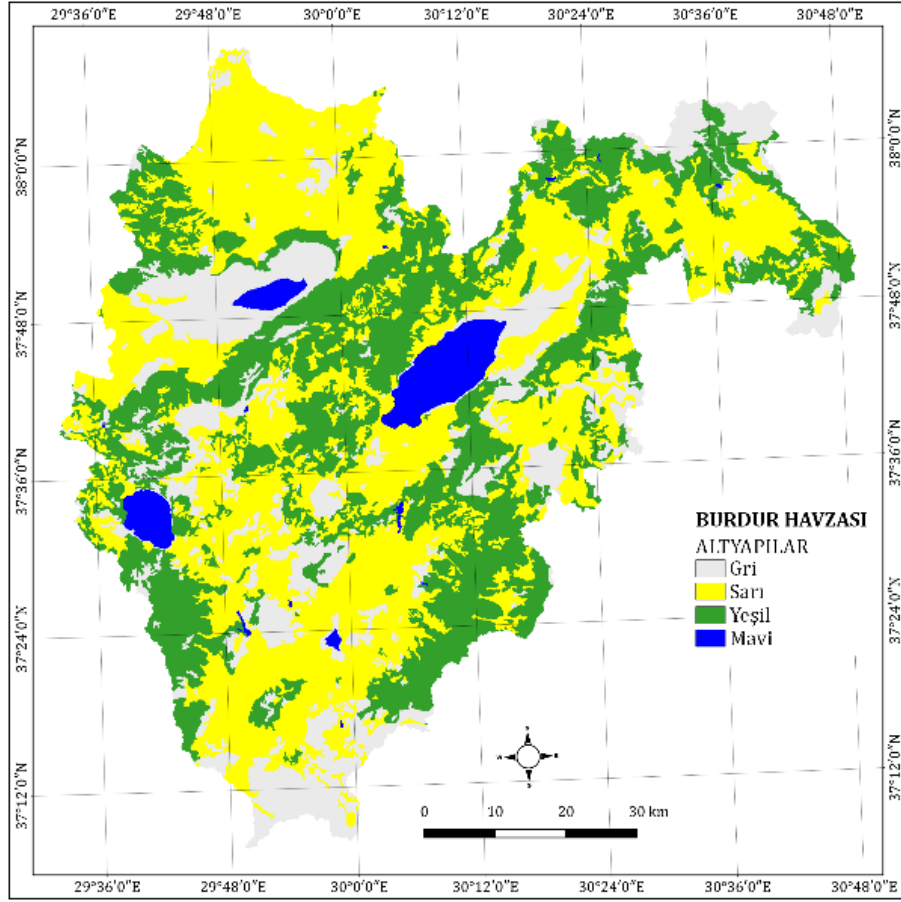 29°36'0"E 29°48'0"E 30°0'0"E 30°12'0"E 30°24'0"E 30°36'0"E 30°48'0"E
38°0'0"N 38°0'0"N
37°48'0"N 37°48'0"N
37°36'0"N 37°36'0"N
BURDUR HAVZASI
ALTYAPILAR
Gri
Sarı
Yeşil
Mavi
37°24'0"N 37°24'0"N
37°12'0"N 37°12'0"N
0 10 20 30 km
29°36'0"E 29°48'0"E 30°0'0"E 30°12'0"E 30°24'0"E 30°36'0"E 30°48'0"E